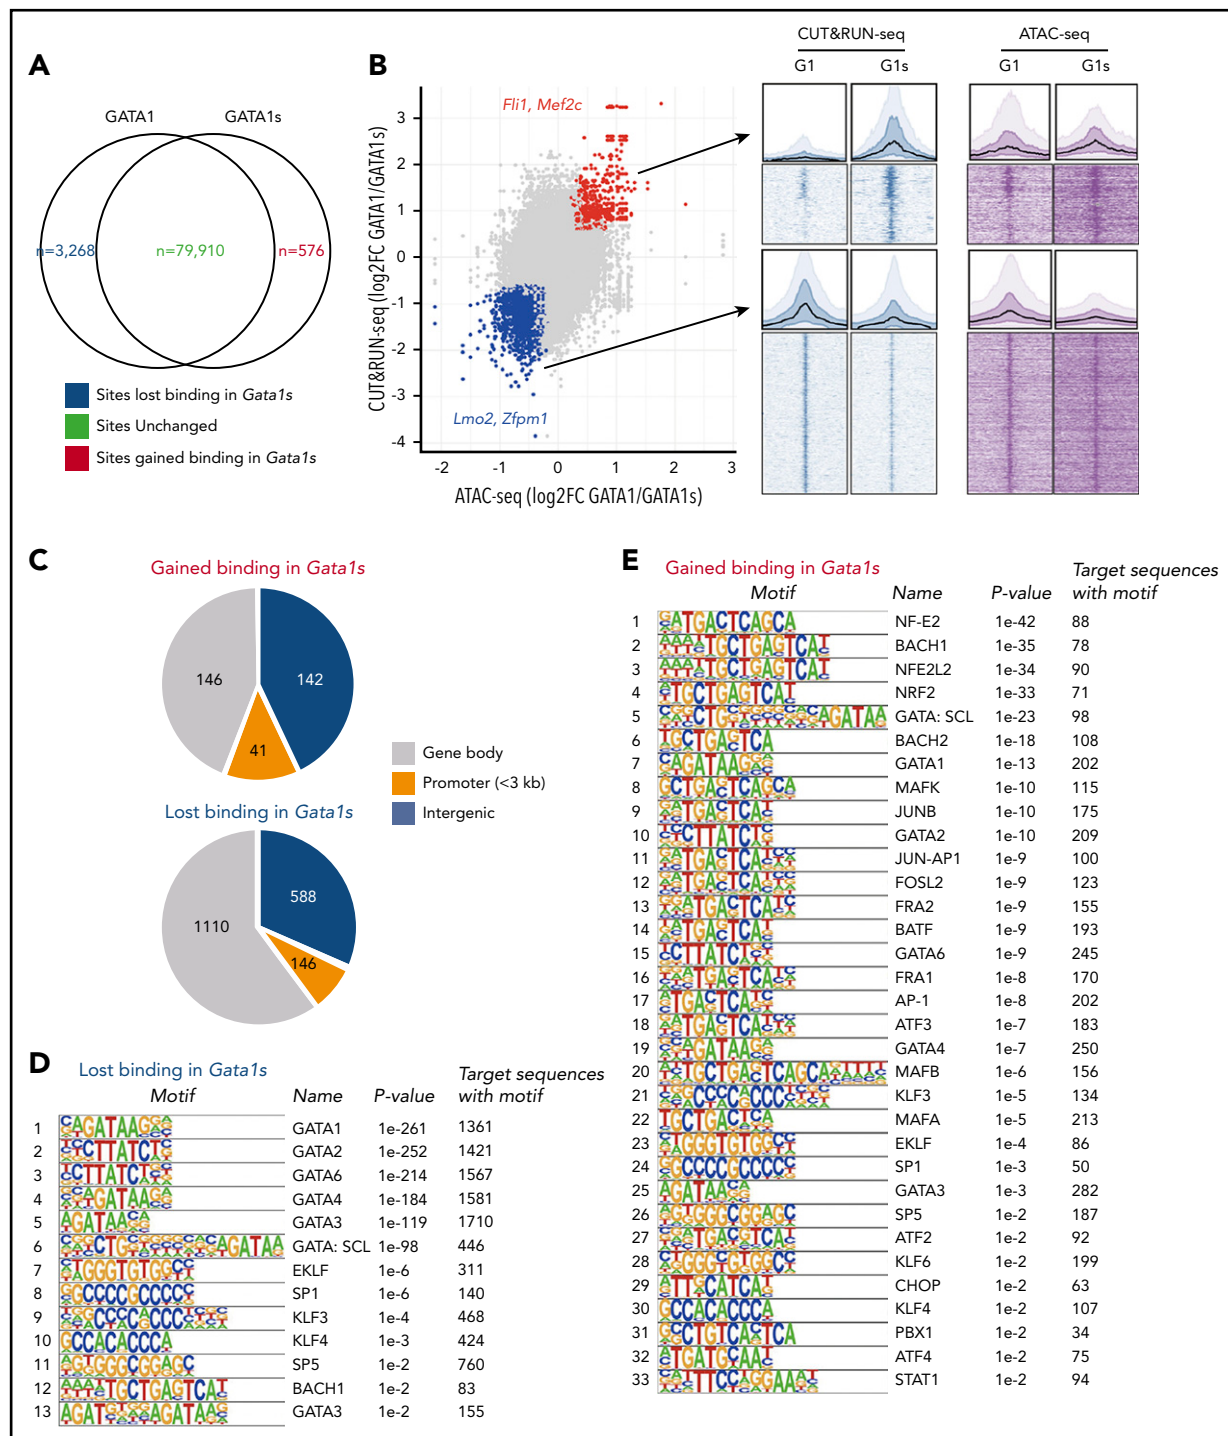 A
GATA1
GATA1s
n=3,268
n=79,910
n=576
Sites lost binding in Gata1s
Sites Unchanged
Sites gained binding in Gata1s
B
CUT&RUN-seq
ATAC-seq
G1
G1s
G1
G1s
Fli1, Mef2c
Lmo2, Zfpm1
CUT&RUN-seq (log2FC GATA1/GATA1s)
3
2
1
0
-1
-2
-3
-4
-2
-1
0
1
2
3
ATAC-seq (log2FC GATA1/GATA1s)
C
Gained binding in Gata1s
146
142
41
Gene body
Promoter (<3 kb)
Intergenic
Lost binding in Gata1s
588
1110
146
D
Lost binding in Gata1s
Motif Name P-value Target sequences with motif
1 GATA1 1e-261 1361
2 GATA2 1e-252 1421
3 GATA6 1e-214 1567
4 GATA4 1e-184 1581
5 GATA3 1e-119 1710
6 GATA: SCL 1e-98 446
7 EKLF 1e-6 311
8 SP1 1e-6 140
9 KLF3 1e-4 468
10 KLF4 1e-3 424
11 SP5 1e-2 760
12 BACH1 1e-2 83
13 GATA3 1e-2 155
E
Gained binding in Gata1s
Motif Name P-value Target sequences with motif
1 NF-E2 1e-42 88
2 BACH1 1e-35 78
3 NFE2L2 1e-34 90
4 NRF2 1e-33 71
5 GATA: SCL 1e-23 98
6 BACH2 1e-18 108
7 GATA1 1e-13 202
8 MAFK 1e-10 115
9 JUNB 1e-10 175
10 GATA2 1e-10 209
11 JUN-AP1 1e-9 100
12 FOSL2 1e-9 123
13 FRA2 1e-9 155
14 BATF 1e-9 193
15 GATA6 1e-9 245
16 FRA1 1e-8 170
17 AP-1 1e-8 202
18 ATF3 1e-7 183
19 GATA4 1e-7 250
20 MAFB 1e-6 156
21 KLF3 1e-5 134
22 MAFA 1e-5 213
23 EKLF 1e-4 86
24 SP1 1e-3 50
25 GATA3 1e-3 282
26 SP5 1e-2 187
27 ATF2 1e-2 92
28 KLF6 1e-2 199
29 CHOP 1e-2 63
30 KLF4 1e-2 107
31 PBX1 1e-2 34
32 ATF4 1e-2 75
33 STAT1 1e-2 94